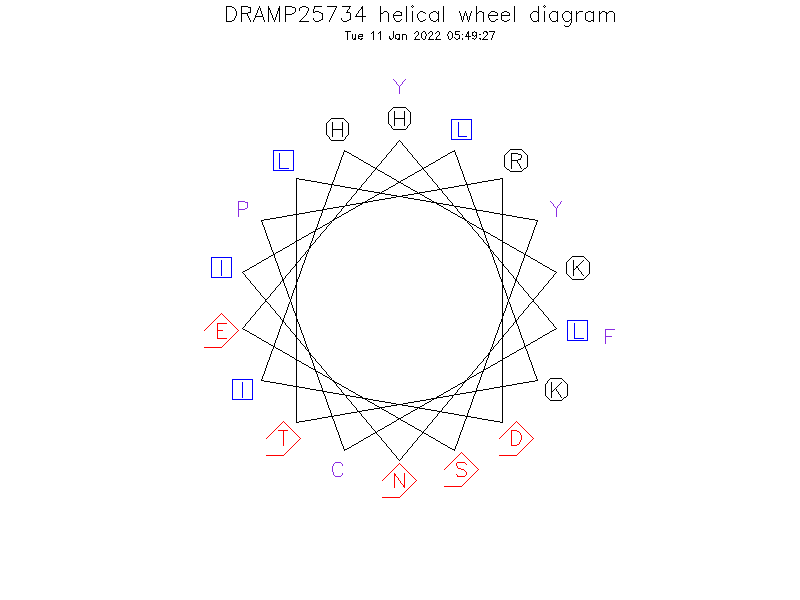 DRAMP25734 helical wheel diagram
Tue 11 Jan 2022 05:49:27
Y
H H L
L R
P Y
I K
E L F
I K
T D
C N S